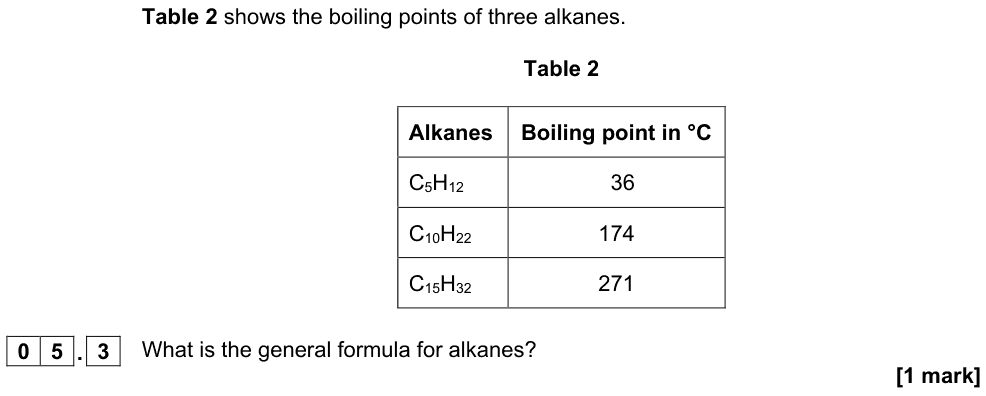 Table 2 shows the boiling points of three alkanes.
Table 2
Alkanes Boiling point in °C
C₅H₁₂ 36
C₁₀H₂₂ 174
C₁₅H₃₂ 271
0 5 . 3 What is the general formula for alkanes?
[1 mark]